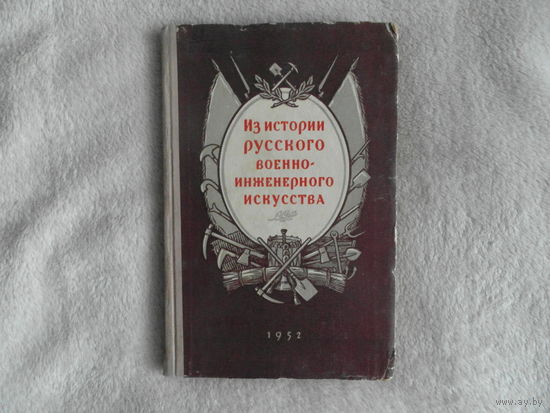 Из истории
русского
военно-
инженерного
искусства
1952
www.ay.by